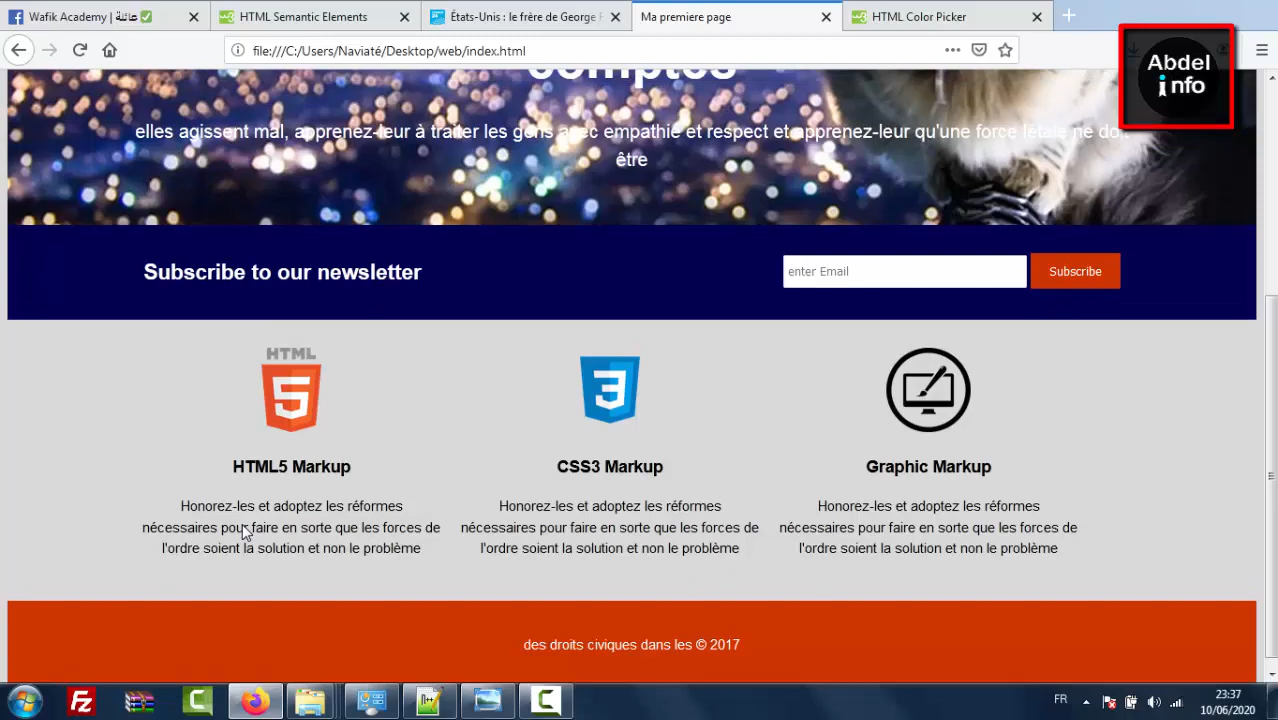 Wafik Academy | عائلة ✅
HTML Semantic Elements
États-Unis : le frère de George F
Ma premiere page
HTML Color Picker
file:///C:/Users/Naviaté/Desktop/web/index.html
Abdel
info
comptes
elles agissent mal, apprenez-leur à traiter les gens avec empathie et respect et apprenez-leur qu'une force létale ne doit
être
Subscribe to our newsletter
enter Email
Subscribe
HTML
5
3
HTML5 Markup
CSS3 Markup
Graphic Markup
Honorez-les et adoptez les réformes
nécessaires pour faire en sorte que les forces de
l'ordre soient la solution et non le problème
Honorez-les et adoptez les réformes
nécessaires pour faire en sorte que les forces de
l'ordre soient la solution et non le problème
Honorez-les et adoptez les réformes
nécessaires pour faire en sorte que les forces de
l'ordre soient la solution et non le problème
des droits civiques dans les © 2017
FR
23:37
10/06/2020